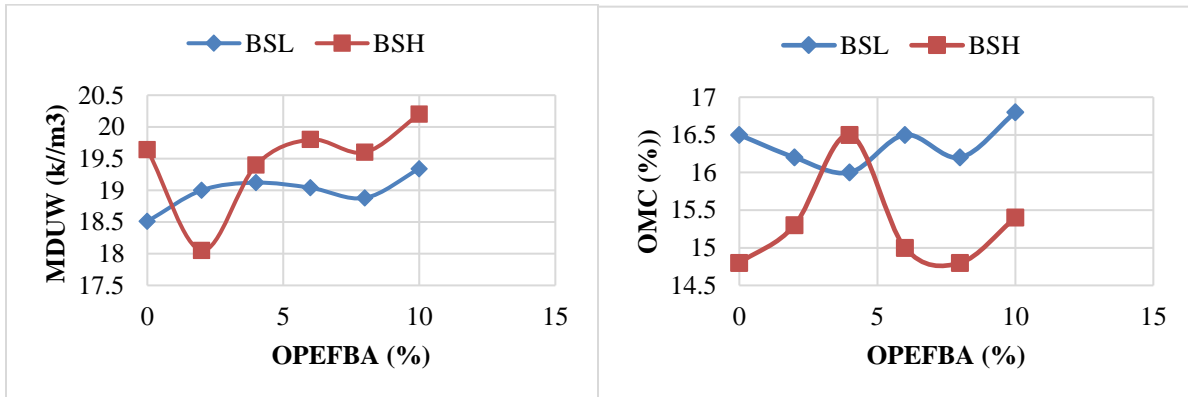 BSL BSH
MDUW (k//m3)
20.5
20
19.5
19
18.5
18
17.5
0 5 10 15
OPEFBA (%)
BSL BSH
OMC (%))
17
16.5
16
15.5
15
14.5
0 5 10 15
OPEFBA (%)